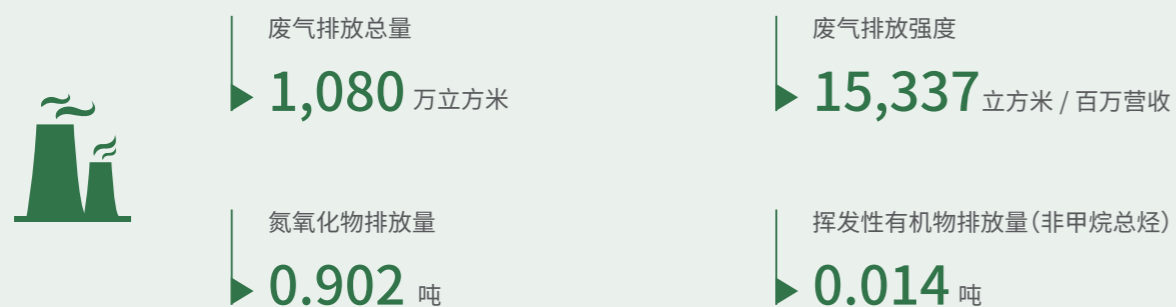 废气排放总量
1,080 万立方米
废气排放强度
15,337 立方米 / 百万营收
氮氧化物排放量
0.902 吨
挥发性有机物排放量(非甲烷总烃)
0.014 吨